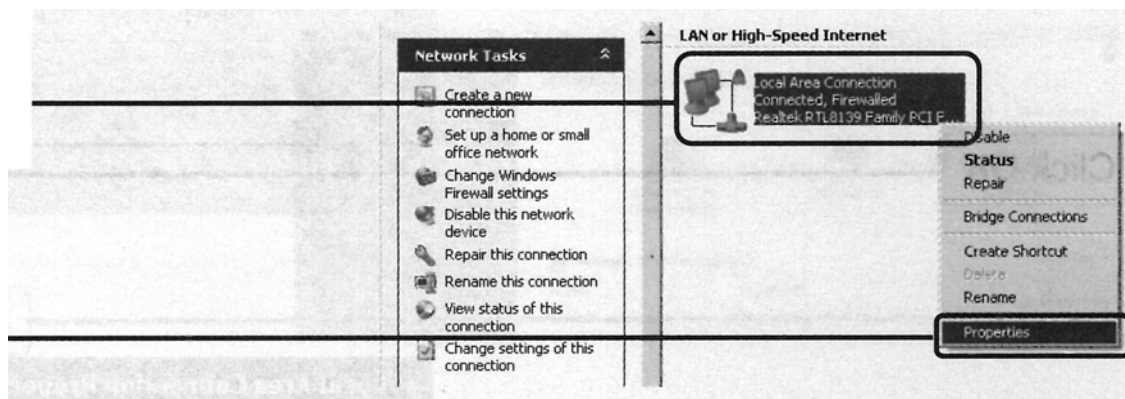 Network Tasks
Create a new
connection
Set up a home or small
office network
Change Windows
Firewall settings
Disable this network
device
Repair this connection
Rename this connection
View status of this
connection
Change settings of this
connection
LAN or High-Speed Internet
Local Area Connection
Connected, Firewalled
Realtek RTL8139 Family PCI E...
Disable
Status
Repair
Bridge Connections
Create Shortcut
Delete
Rename
Properties